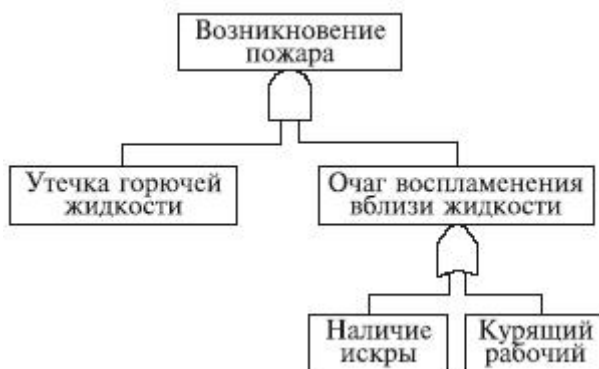 Возникновение
пожара
Утечка горючей
жидкости
Очаг воспламенения
вблизи жидкости
Наличие
искры
Курящий
рабочий